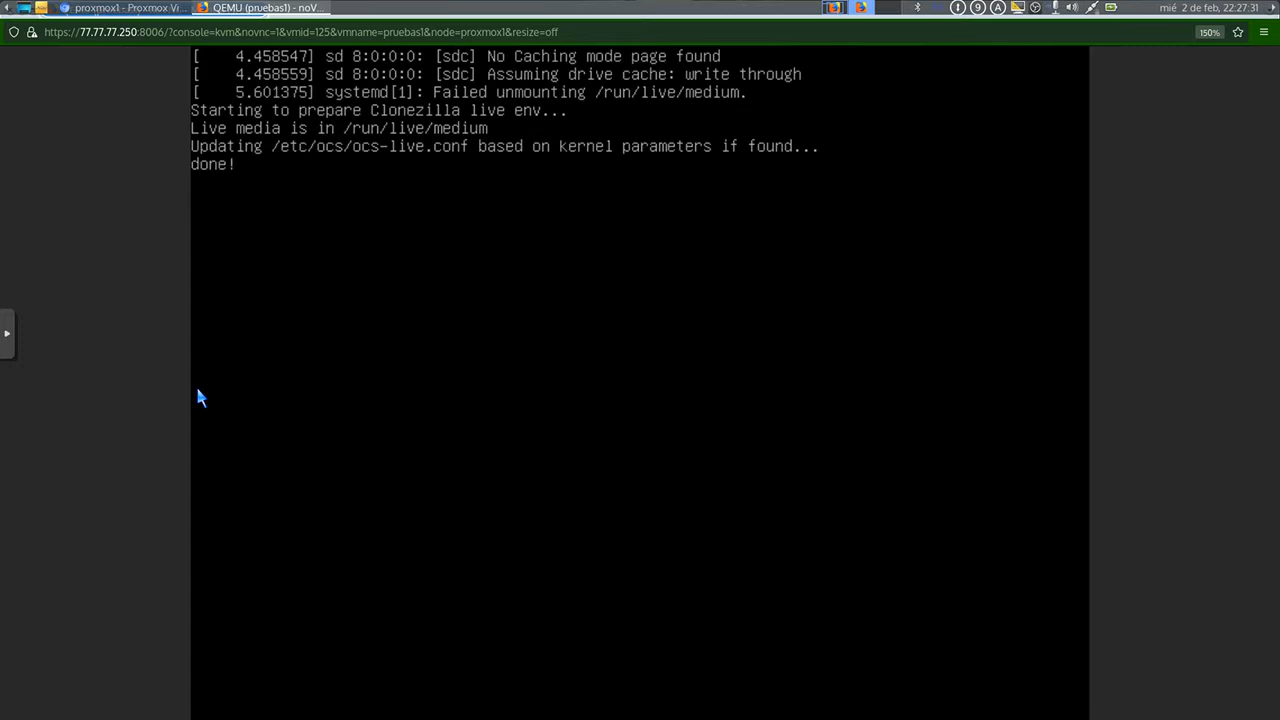 proxmox1 - Proxmox Vi...
QEMU (pruebas1) - noV...
mié 2 de feb, 22:27:31
https://77.77.77.250:8006/?console=kvm&novnc=1&vmid=125&vmname=pruebas1&node=proxmox1&resize=off
150%
[    4.458547] sd 8:0:0:0: [sdc] No Caching mode page found
[    4.458559] sd 8:0:0:0: [sdc] Assuming drive cache: write through
[    5.601375] systemd[1]: Failed unmounting /run/live/medium.
Starting to prepare Clonezilla live env...
Live media is in /run/live/medium
Updating /etc/ocs/ocs-live.conf based on kernel parameters if found...
done!